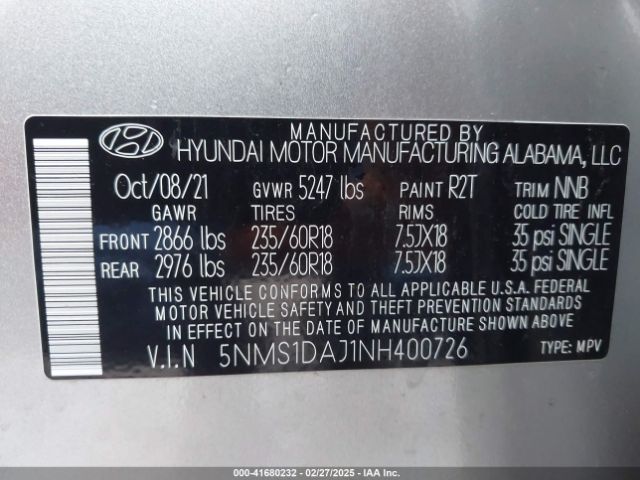 MANUFACTURED BY
HYUNDAI MOTOR MANUFACTURING ALABAMA, LLC
Oct/08/21 GVWR 5247 lbs PAINT R2T TRIM NNB
GAWR TIRES RIMS COLD TIRE INFL
FRONT 2866 lbs 235/60R18 7.5JX18 35 psi SINGLE
REAR 2976 lbs 235/60R18 7.5JX18 35 psi SINGLE
THIS VEHICLE CONFORMS TO ALL APPLICABLE U.S.A. FEDERAL
MOTOR VEHICLE SAFETY AND BUMPER STANDARDS
IN EFFECT ON THE DATE OF MANUFACTURE SHOWN ABOVE.
V.I.N 5NMS1DAJ1NH400726 TYPE: MPV
000-41680232 - 02/27/2025 - IAA Inc.